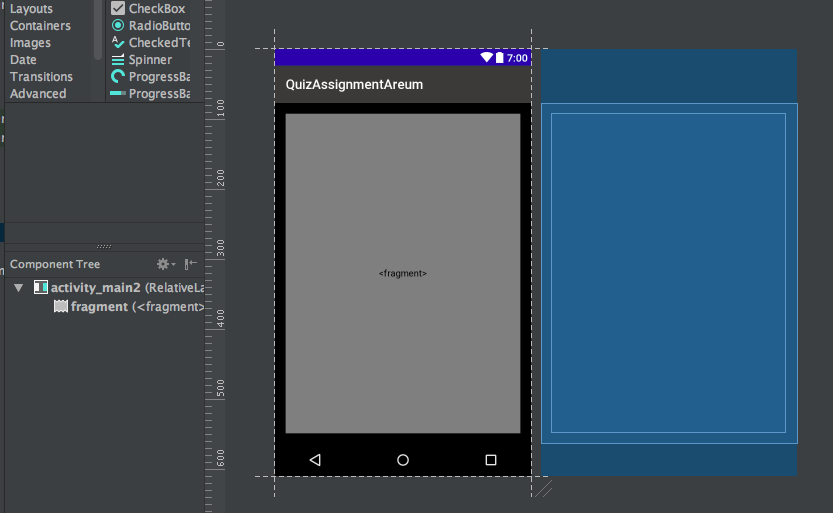 Layouts
Containers
Images
Date
Transitions
Advanced
CheckBox
RadioButto
CheckedTe
Spinner
ProgressBa
ProgressBa
Component Tree
activity_main2 (RelativeLa
fragment (<fragment>
0
100
200
300
400
500
600
7:00
QuizAssignmentAreum
<fragment>